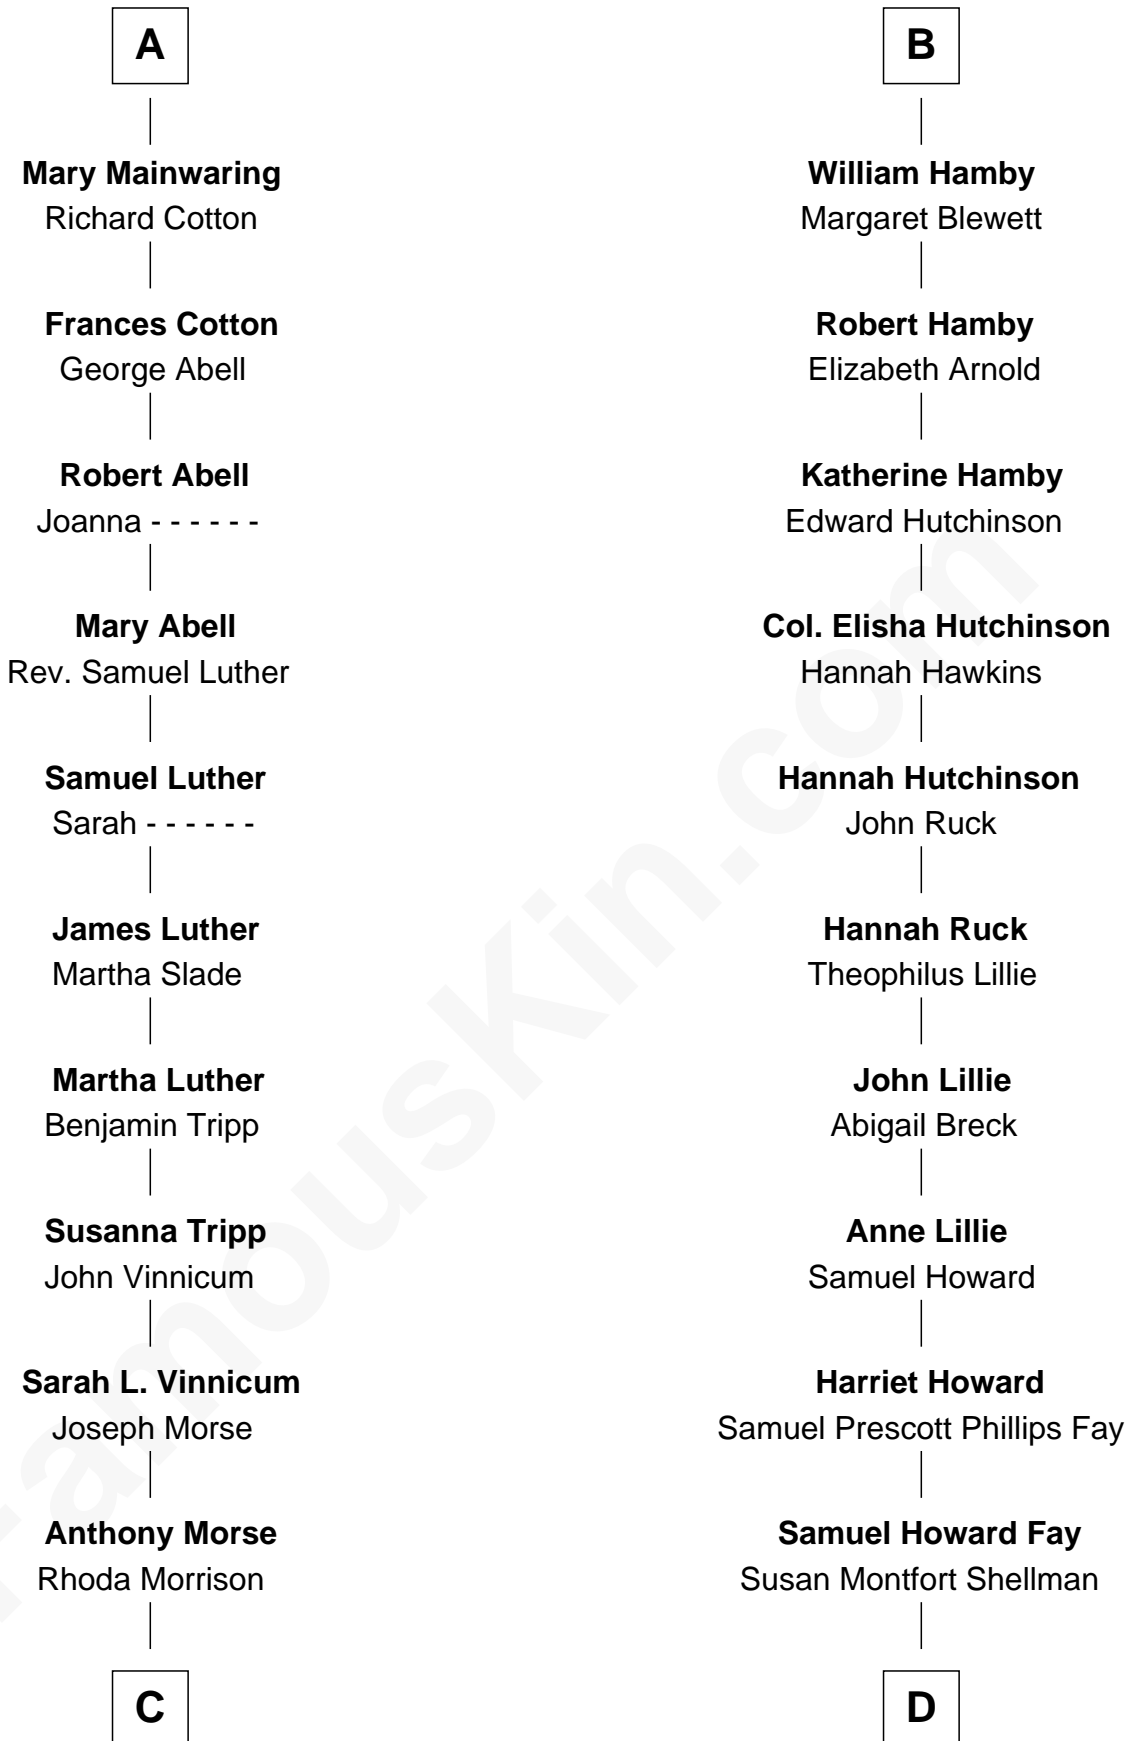 A
Mary Mainwaring
Richard Cotton
Frances Cotton
George Abell
Robert Abell
Joanna - - - - - -
Mary Abell
Rev. Samuel Luther
Samuel Luther
Sarah - - - - - -
James Luther
Martha Slade
Martha Luther
Benjamin Tripp
Susanna Tripp
John Vinnicum
Sarah L. Vinnicum
Joseph Morse
Anthony Morse
Rhoda Morrison
C
B
William Hamby
Margaret Blewett
Robert Hamby
Elizabeth Arnold
Katherine Hamby
Edward Hutchinson
Col. Elisha Hutchinson
Hannah Hawkins
Hannah Hutchinson
John Ruck
Hannah Ruck
Theophilus Lillie
John Lillie
Abigail Breck
Anne Lillie
Samuel Howard
Harriet Howard
Samuel Prescott Phillips Fay
Samuel Howard Fay
Susan Montfort Shellman
D
FamousKin.com